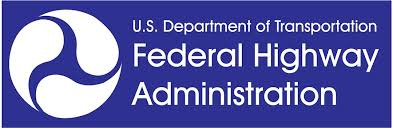 U.S. Department of Transportation
Federal Highway
Administration